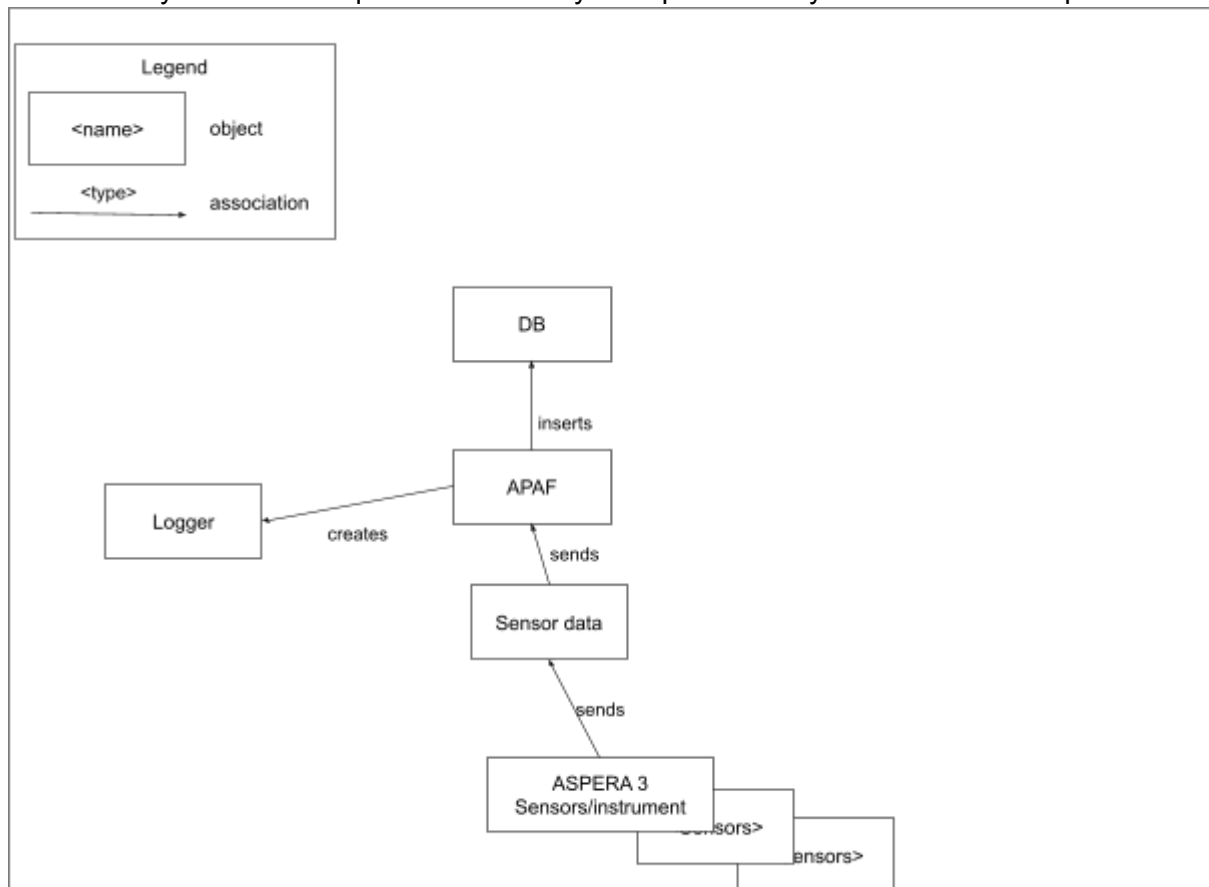 Legend
<name>
object
<type>
association
DB
inserts
APAF
Logger
creates
sends
Sensor data
sends
ASPERA 3
Sensors/instrument